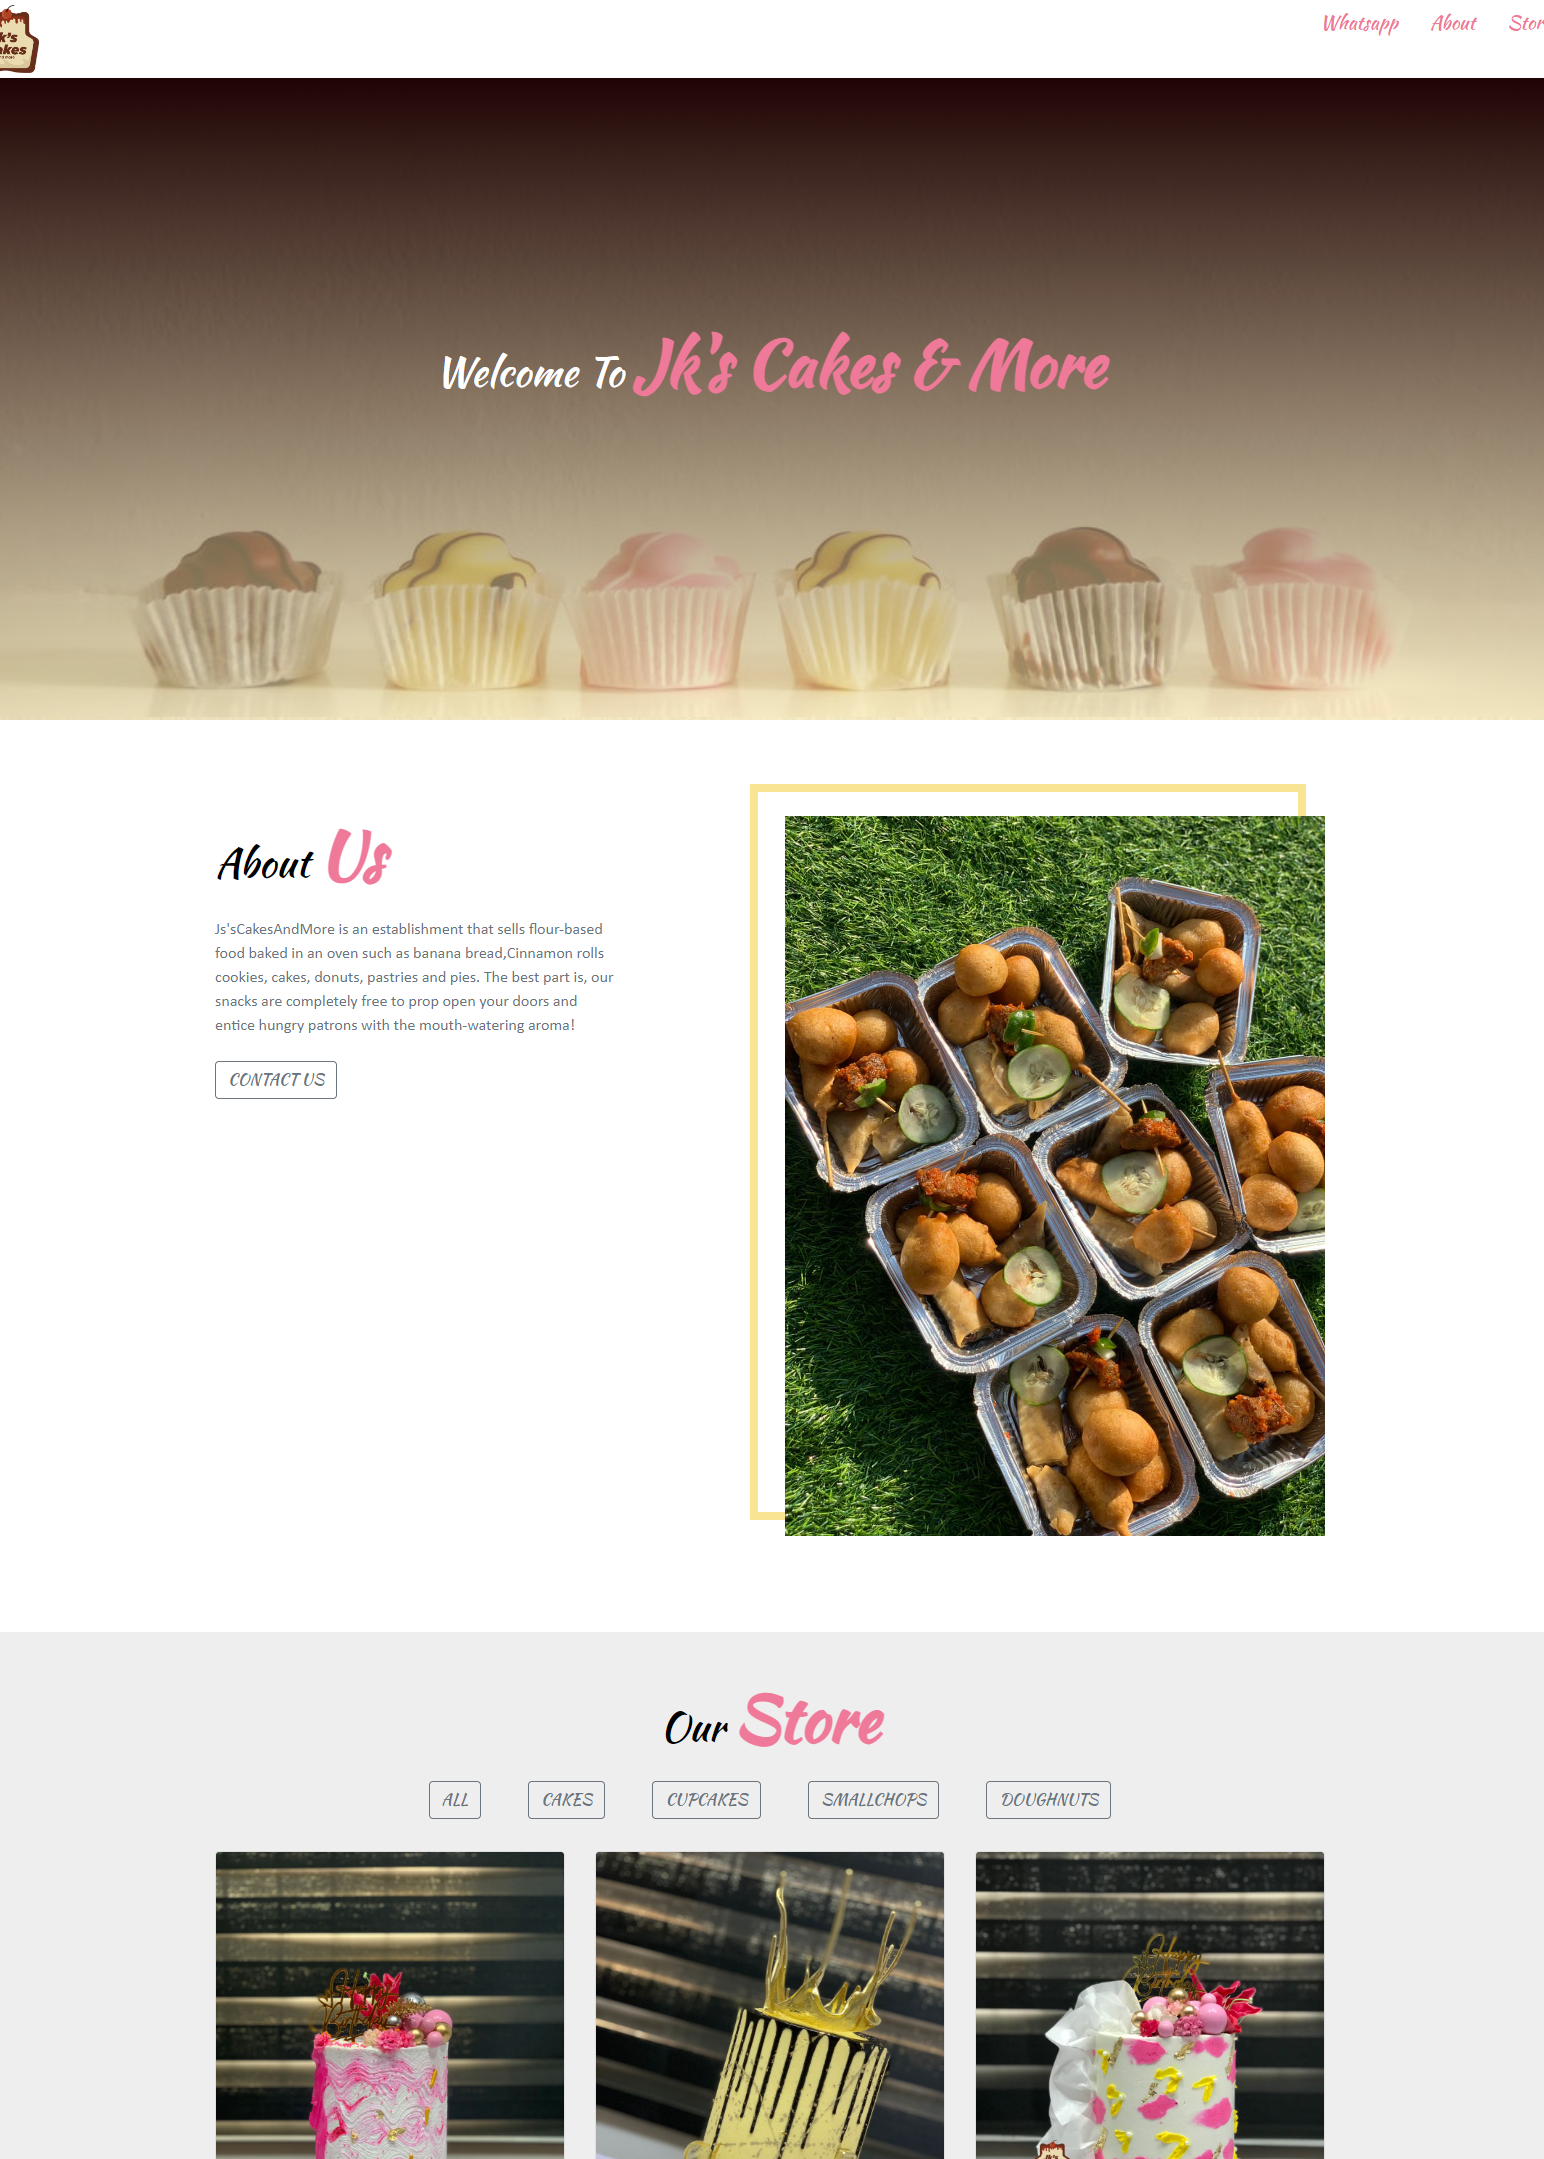 k's
akes
Whatsapp About Stor
Welcome To Jk's Cakes & More
About Us
Js'sCakesAndMore is an establishment that sells flour-based
food baked in an oven such as banana bread,Cinnamon rolls
cookies, cakes, donuts, pastries and pies. The best part is, our
snacks are completely free to prop open your doors and
entice hungry patrons with the mouth-watering aroma!
CONTACT US
Our Store
ALL CAKES CUPCAKES SMALLCHOPS DOUGHNUTS